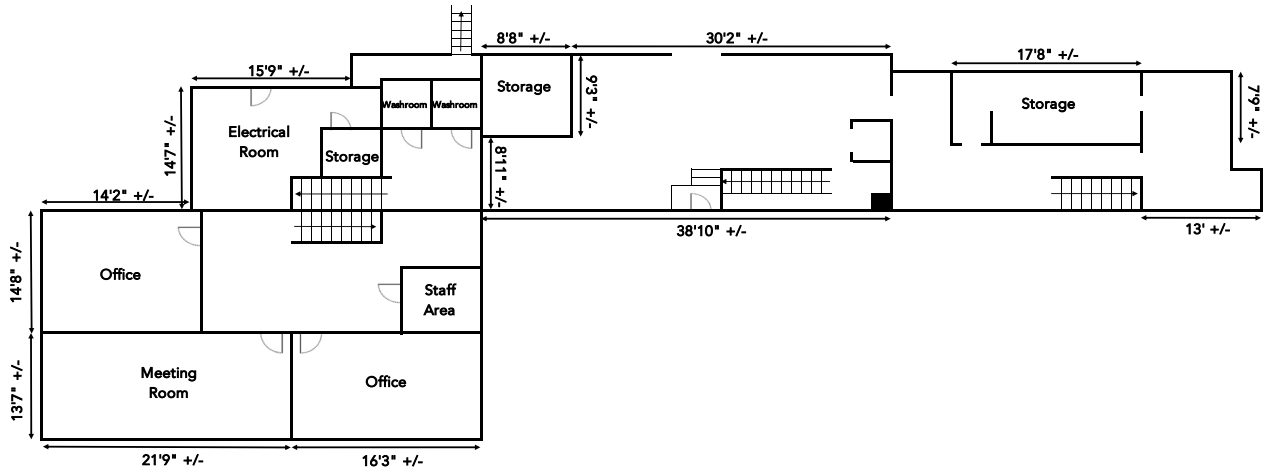 8'8" +/-
30'2" +/-
17'8" +/-
15'9" +/-
Storage
9'3" +/-
Storage
7'9" +/-
Washroom
Washroom
Electrical
Room
14'7" +/-
Storage
8'11" +/-
14'2" +/-
38'10" +/-
13' +/-
14'8" +/-
Office
Staff
Area
13'7" +/-
Meeting
Room
Office
21'9" +/-
16'3" +/-